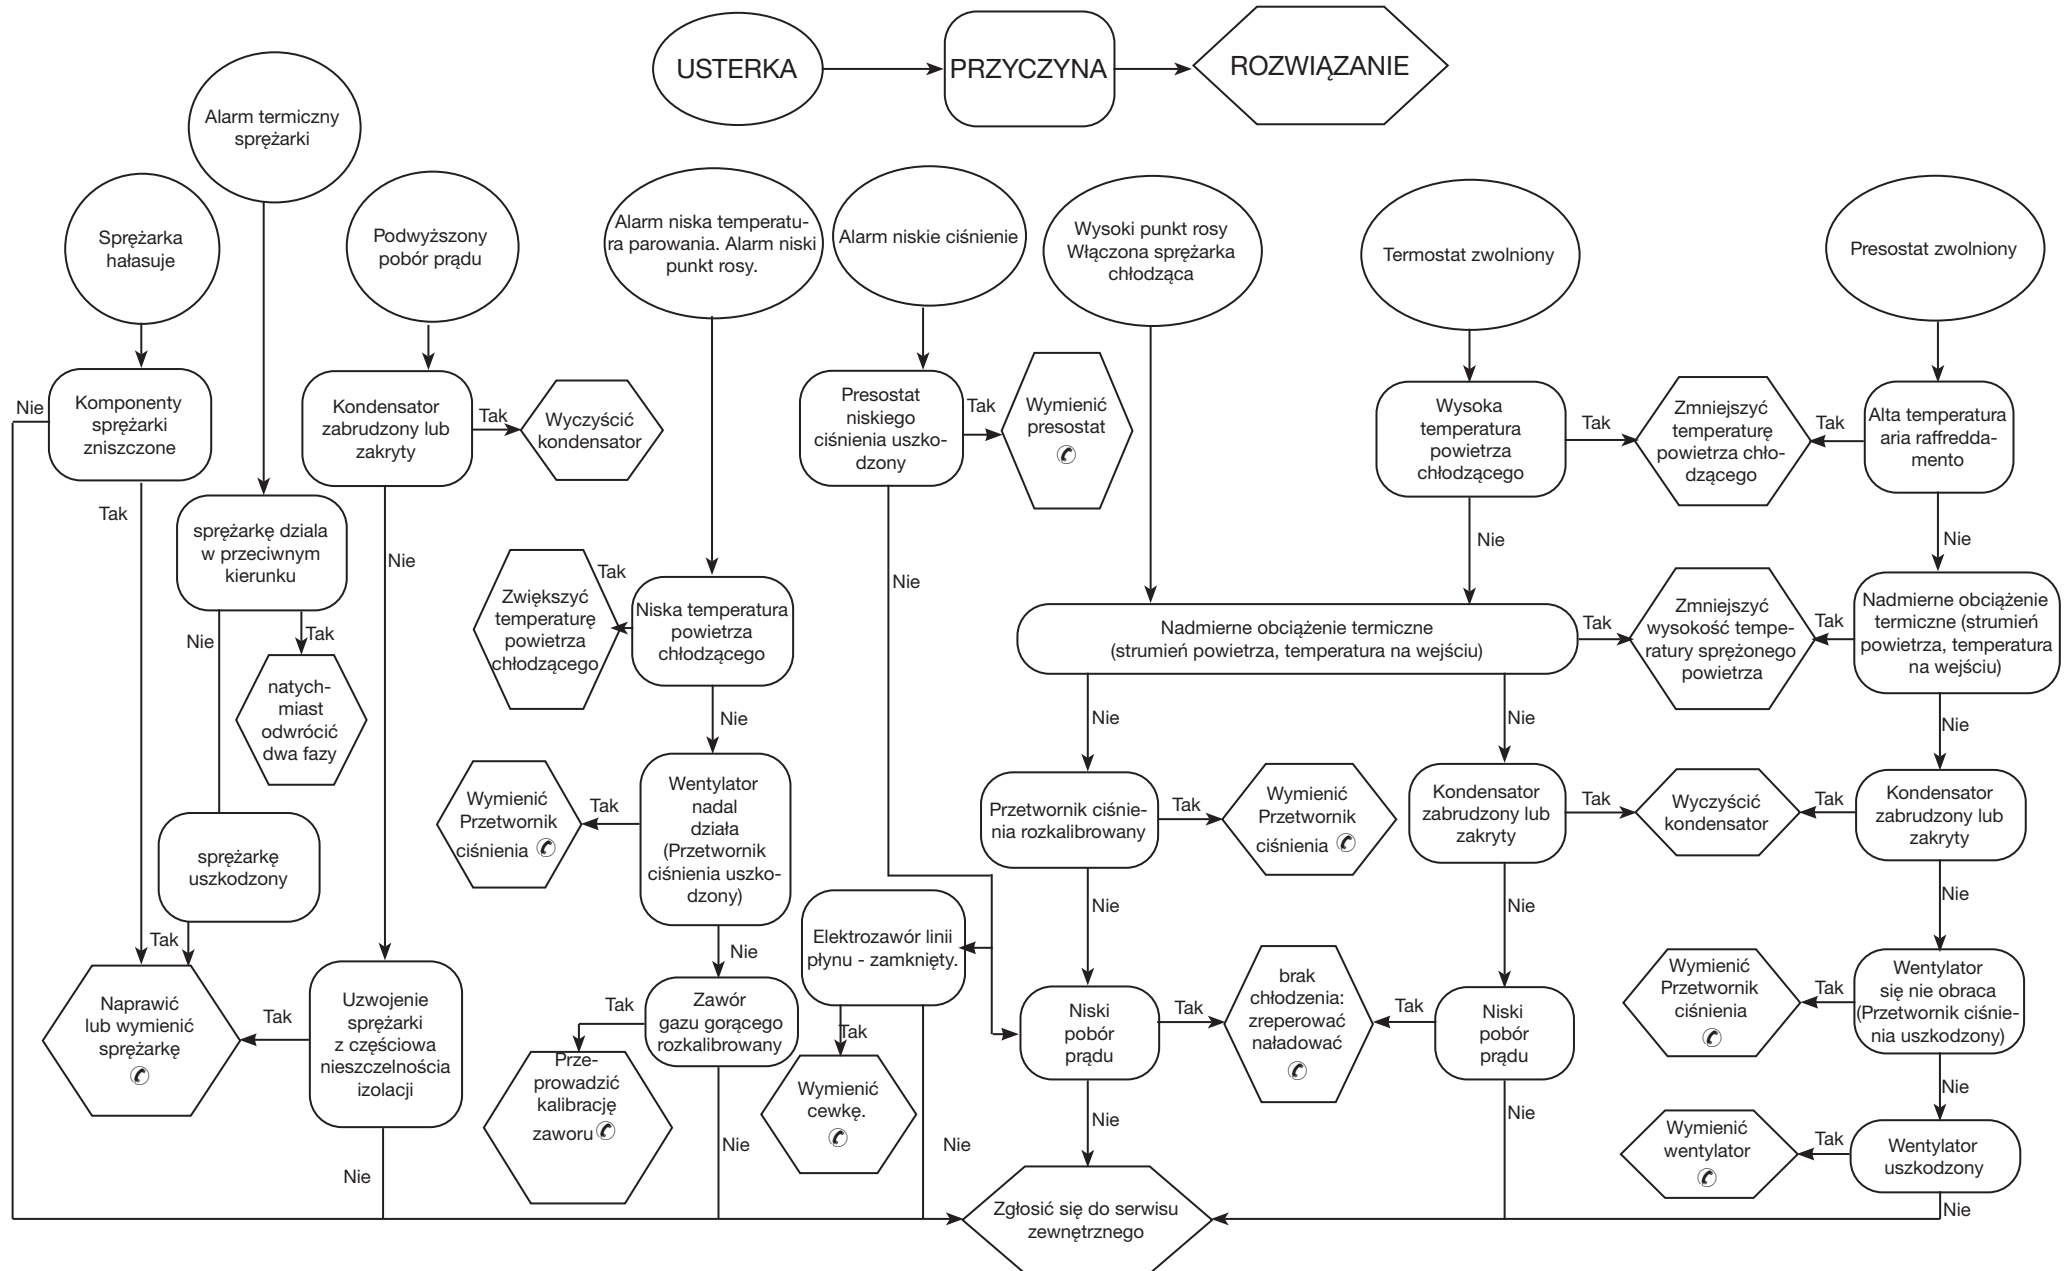 USTERKA
PRZYCZYNA
ROZWIĄZANIE
Alarm termiczny
sprężarki
Sprężarka
hałasuje
Podwyższony
pobór prądu
Alarm niska temperatu-
ra parowania. Alarm niski
punkt rosy.
Alarm niskie ciśnienie
Wysoki punkt rosy
Włączona sprężarka
chłodząca
Termostat zwolniony
Presostat zwolniony
Nie
Komponenty
sprężarki
zniszczone
Tak
Kondensator
zabrudzony lub
zakryty
Tak
Wyczyścić
kondensator
Nie
Presostat
niskiego
ciśnienia uszko-
dzony
Tak
Wymienić
presostat
Nie
Wysoka
temperatura
powietrza
chłodzącego
Tak
Zmniejszyć
temperaturę
powietrza chło-
dzącego
Tak
Alta temperatura
aria raffredda-
mento
Nie
Nie
sprężarkę dziala
w przeciwnym
kierunku
Nie
Tak
natych-
miast
odwrócić
dwa fazy
Zwiększyć
temperaturę
powietrza
chłodzącego
Tak
Niska temperatura
powietrza
chłodzącego
Nie
Nadmierne obciążenie termiczne
(strumień powietrza, temperatura na wejściu)
Tak
Zmniejszyć
wysokość tempe-
ratury sprężonego
powietrza
Tak
Nadmierne obciążenie
termiczne (strumień
powietrza, temperatura
na wejściu)
Nie
Nie
Nie
Wymienić
Przetwornik
ciśnienia
Tak
Wentylator
nadal
działa
(Przetwornik
ciśnienia uszko-
dzony)
Nie
Przetwornik ciśnie-
nia rozkalibrowany
Tak
Wymienić
Przetwornik
ciśnienia
Nie
Kondensator
zabrudzony lub
zakryty
Tak
Wyczyścić
kondensator
Tak
Kondensator
zabrudzony lub
zakryty
Nie
Nie
sprężarkę
uszkodzony
Tak
Naprawić
lub wymienić
sprężarkę
Tak
Uzwojenie
sprężarki
z częściowa
nieszczelnościa
izolacji
Nie
Tak
Zawór
gazu gorącego
rozkalibrowany
Prze-
prowadzić
kalibrację
zaworu
Nie
Elektrozawór linii
płynu - zamknięty.
Tak
Wymienić
cewkę.
Nie
Niski
pobór
prądu
Tak
brak
chłodzenia:
zreperować
naładować
Tak
Niski
pobór
prądu
Nie
Nie
Wymienić
Przetwornik
ciśnienia
Tak
Wentylator
się nie obraca
(Przetwornik ciśnie-
nia uszkodzony)
Nie
Wymienić
wentylator
Tak
Wentylator
uszkodzony
Nie
Zgłosić się do serwisu
zewnętrznego